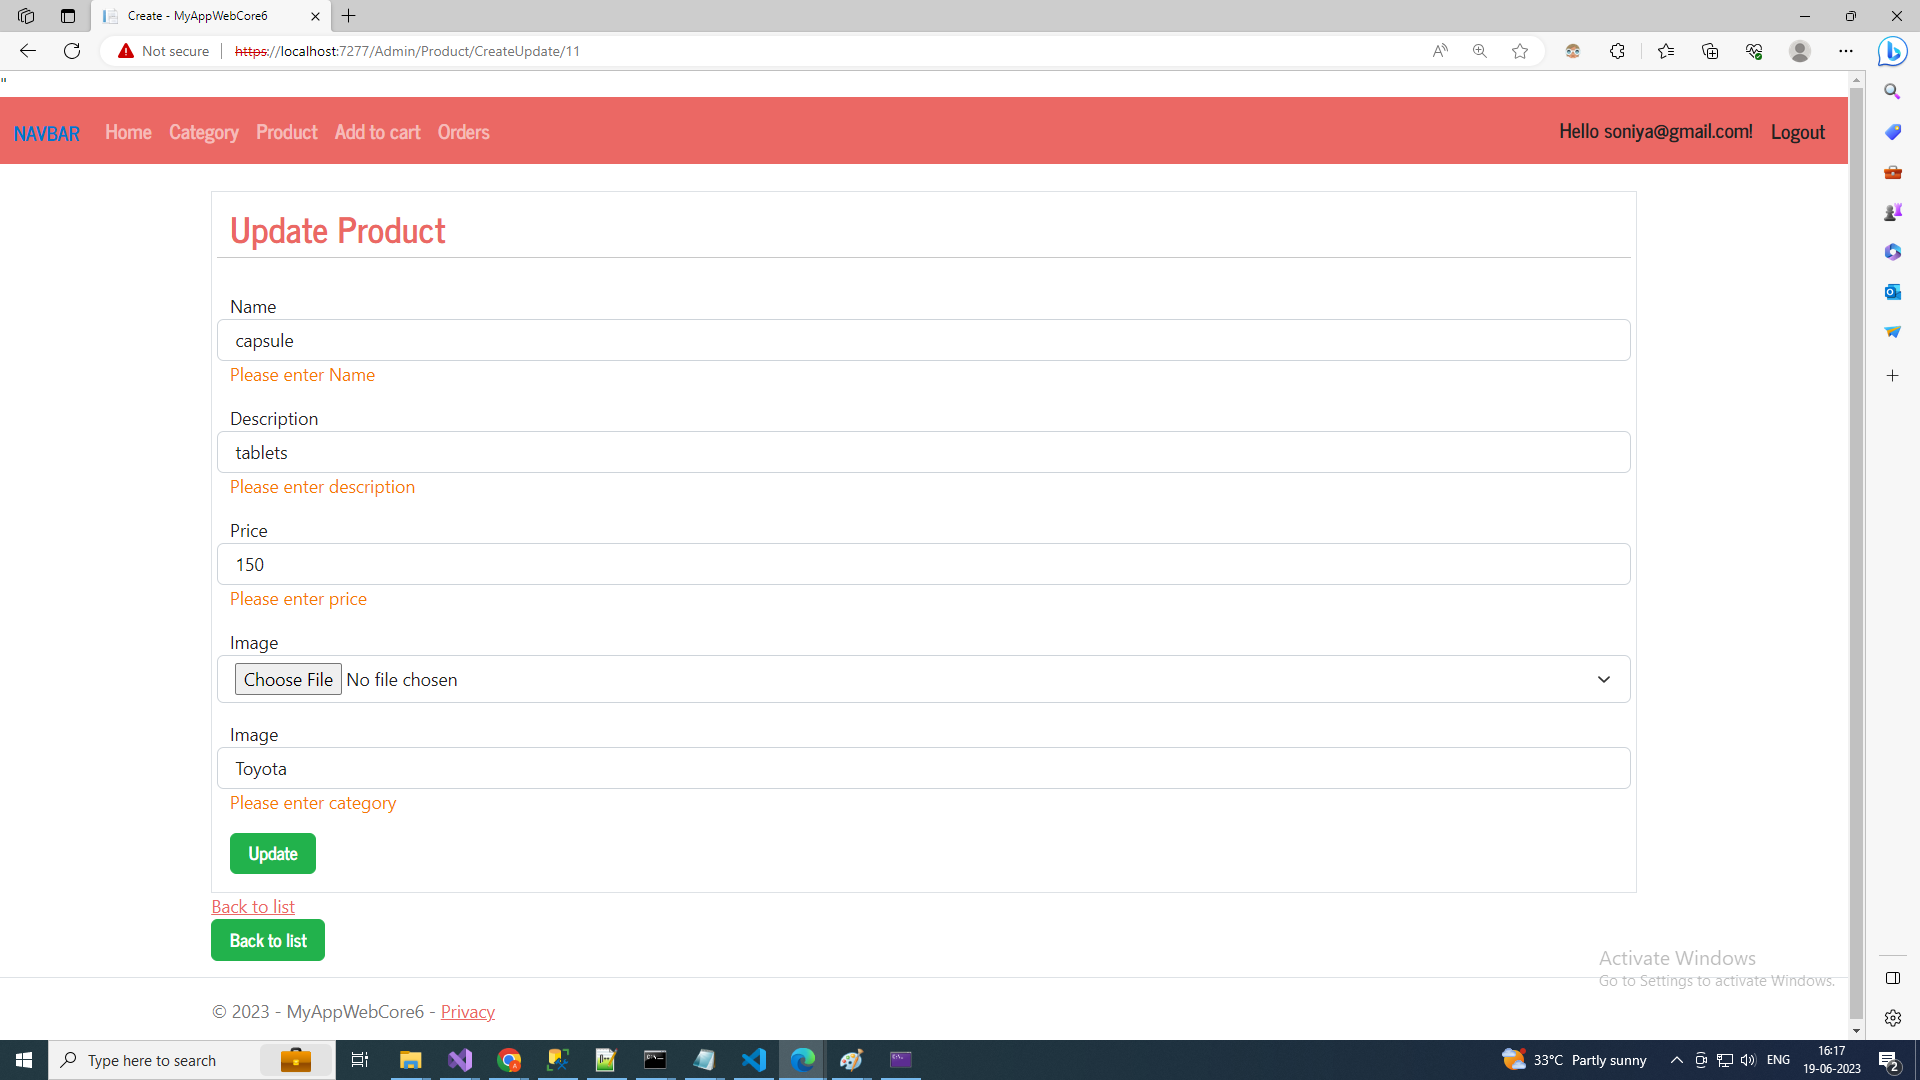 Create - MyAppWebCore6
Not secure
https://localhost:7277/Admin/Product/CreateUpdate/11
"
NAVBAR Home Category Product Add to cart Orders Hello soniya@gmail.com! Logout
Update Product
Name
capsule
Please enter Name
Description
tablets
Please enter description
Price
150
Please enter price
Image
Choose File No file chosen
Image
Toyota
Please enter category
Update
Back to list
Back to list
Activate Windows
Go to Settings to activate Windows.
© 2023 - MyAppWebCore6 - Privacy
Type here to search
33°C Partly sunny
ENG
16:17
19-06-2023
2